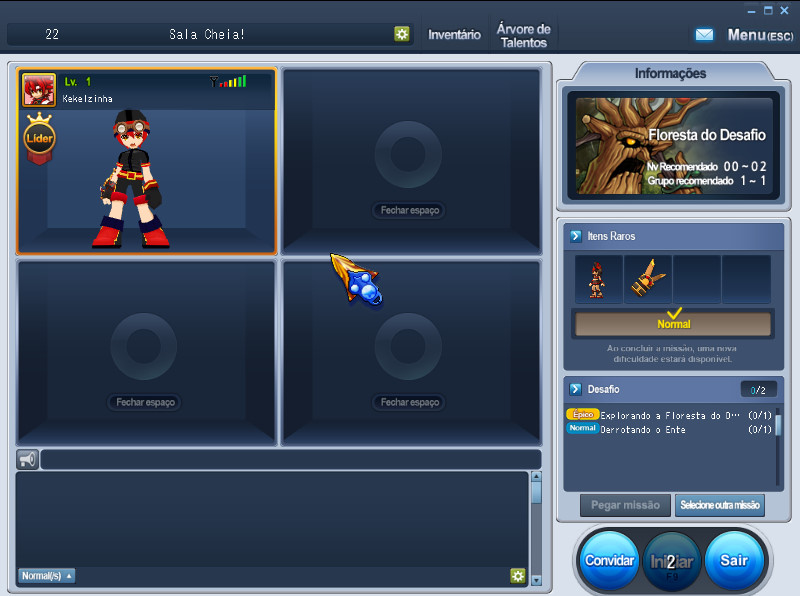 22
Sala Cheia!
Inventário
Árvore de
Talentos
Menu(ESC)
Lv. 1
Kekelzinha
Líder
Fechar espaço
Fechar espaço
Fechar espaço
Normal/s)
Informações
Floresta do Desafio
Nv Recomendado 00 ~ 02
Grupo recomendado 1 ~ 1
Itens Raros
Normal
Ao concluir a missão, uma nova
dificuldade estará disponível.
Desafio
0/2
Épico Explorando a Floresta do D··· (0/1)
Normal Derrotando o Ente (0/1)
Pegar missão
Selecione outra missão
Convidar
Iniciar
2
F9
Sair